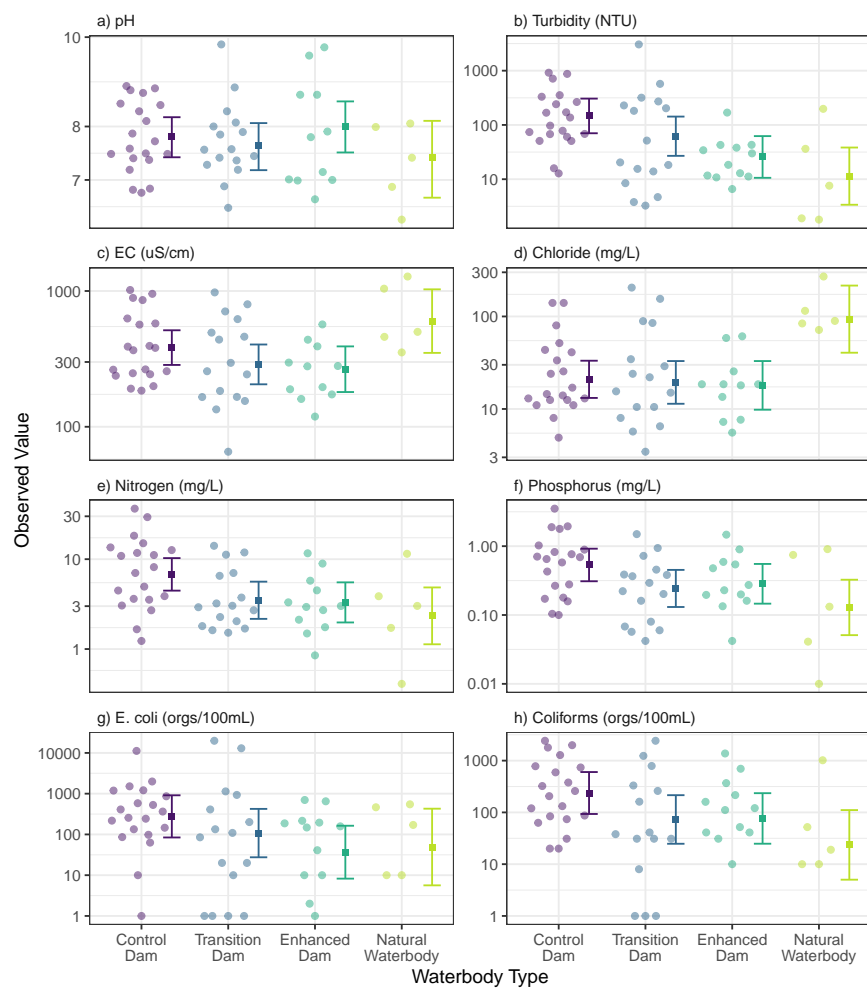 a) pH
b) Turbidity (NTU)
10
8
7
1000
100
10
c) EC (uS/cm)
d) Chloride (mg/L)
1000
300
100
300
100
30
10
3
Observed Value
e) Nitrogen (mg/L)
f) Phosphorus (mg/L)
30
10
3
1
1.00
0.10
0.01
g) E. coli (orgs/100mL)
h) Coliforms (orgs/100mL)
10000
1000
100
10
1
1000
100
10
1
Control Dam
Transition Dam
Enhanced Dam
Natural Waterbody
Control Dam
Transition Dam
Enhanced Dam
Natural Waterbody
Waterbody Type